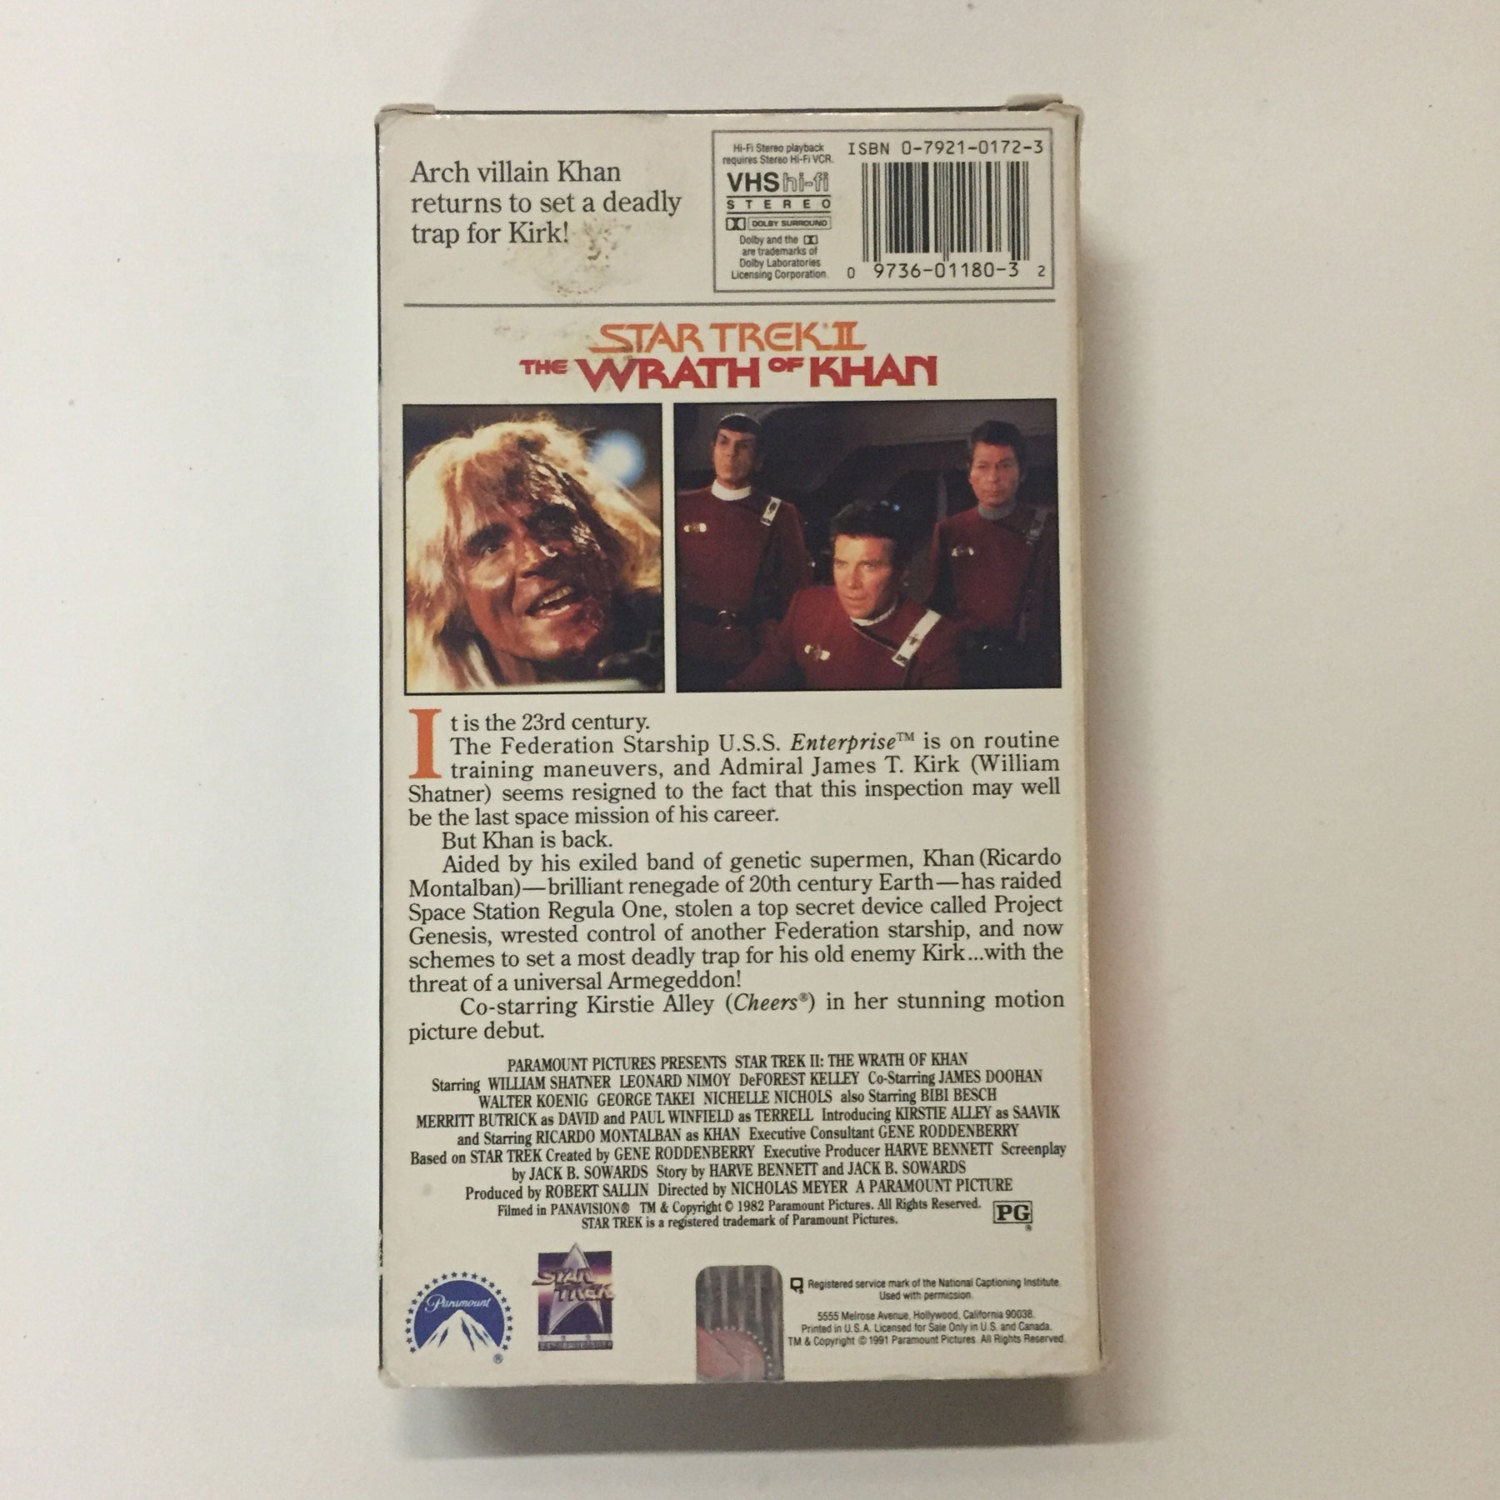 Arch villain Khan
returns to set a deadly
trap for Kirk!
Hi-Fi Stereo playback
requires Stereo Hi-Fi VCR.
VHS hi-fi
STEREO
DOLBY SURROUND
Dolby and the
are trademarks of
Dolby Laboratories
Licensing Corporation.
ISBN 0-7921-0172-3
0 9736-01180-3 2
STAR TREK® II
THE WRATH OF KHAN
It is the 23rd century.
The Federation Starship U.S.S. Enterprise™ is on routine
training maneuvers, and Admiral James T. Kirk (William
Shatner) seems resigned to the fact that this inspection may well
be the last space mission of his career.
But Khan is back.
Aided by his exiled band of genetic supermen, Khan (Ricardo
Montalban)—brilliant renegade of 20th century Earth—has raided
Space Station Regula One, stolen a top secret device called Project
Genesis, wrested control of another Federation starship, and now
schemes to set a most deadly trap for his old enemy Kirk...with the
threat of a universal Armegeddon!
Co-starring Kirstie Alley (Cheers®) in her stunning motion
picture debut.
PARAMOUNT PICTURES PRESENTS STAR TREK II: THE WRATH OF KHAN
Starring WILLIAM SHATNER LEONARD NIMOY DeFOREST KELLEY Co-Starring JAMES DOOHAN
WALTER KOENIG GEORGE TAKEI NICHELLE NICHOLS also Starring BIBI BESCH
MERRITT BUTRICK as DAVID and PAUL WINFIELD as TERRELL Introducing KIRSTIE ALLEY as SAAVIK
and Starring RICARDO MONTALBAN as KHAN Executive Consultant GENE RODDENBERRY
Based on STAR TREK Created by GENE RODDENBERRY Executive Producer HARVE BENNETT Screenplay
by JACK B. SOWARDS Story by HARVE BENNETT and JACK B. SOWARDS
Produced by ROBERT SALLIN Directed by NICHOLAS MEYER A PARAMOUNT PICTURE
Filmed in PANAVISION® TM & Copyright © 1982 Paramount Pictures. All Rights Reserved.
STAR TREK is a registered trademark of Paramount Pictures.
PG®
Paramount®
STAR
TREK
Registered service mark of the National Captioning Institute.
Used with permission.
5555 Melrose Avenue, Hollywood, California 90038.
Printed in U.S.A. Licensed for Sale Only in U.S. and Canada.
TM & Copyright © 1991 Paramount Pictures. All Rights Reserved.